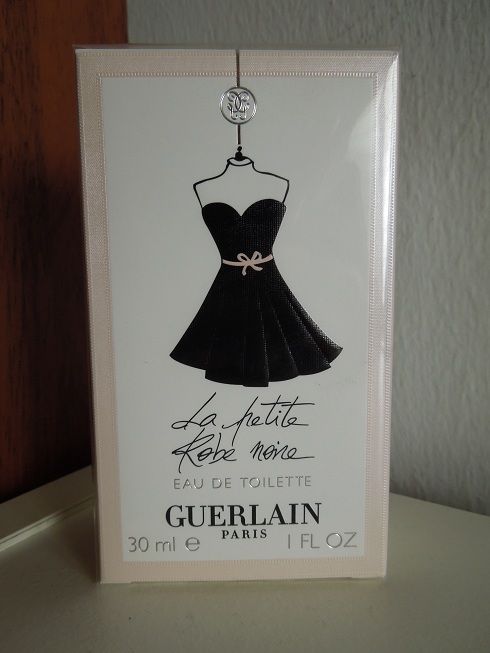 La petite
Robe noire
EAU DE TOILETTE
GUERLAIN
PARIS
30 ml e 1 FL OZ